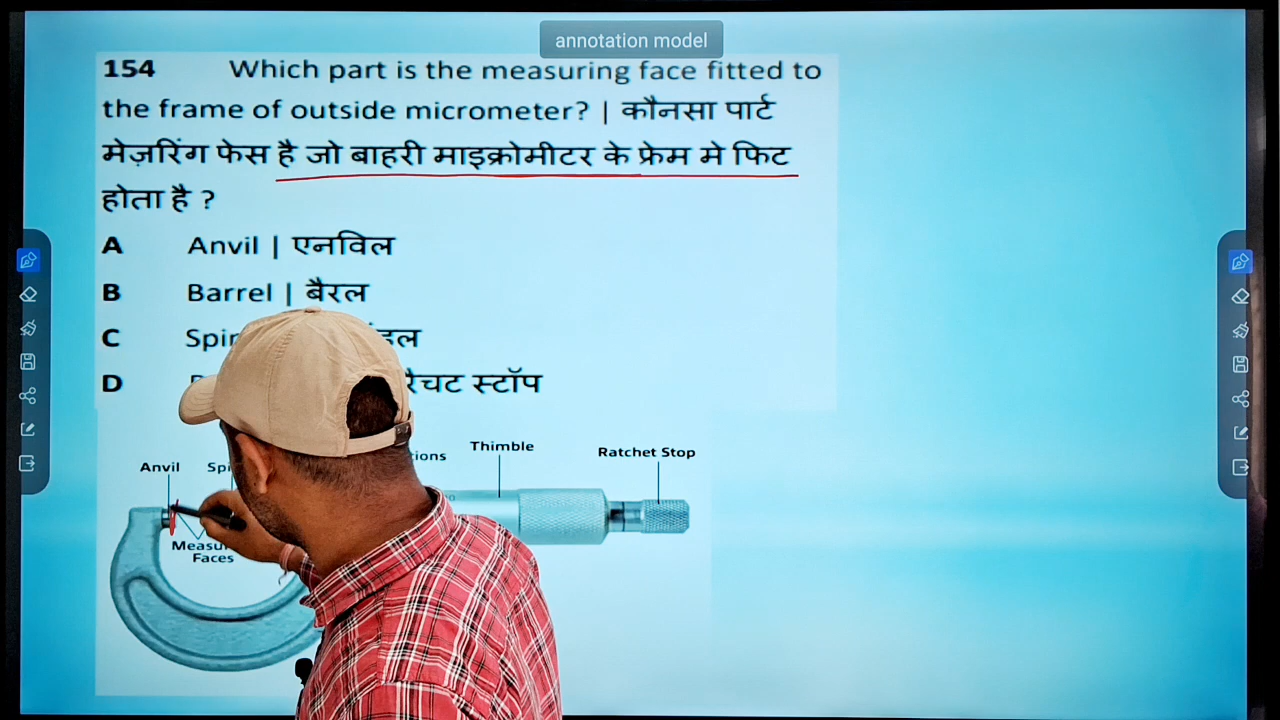 annotation model
154 Which part is the measuring face fitted to
the frame of outside micrometer? | कौनसा पार्ट
मेज़रिंग फेस है जो बाहरी माइक्रोमीटर के फ्रेम मे फिट
होता है ?
A Anvil | एनविल
B Barrel | बैरल
C
D रैचट स्टॉप
Thimble
Ratchet Stop
Anvil
Faces